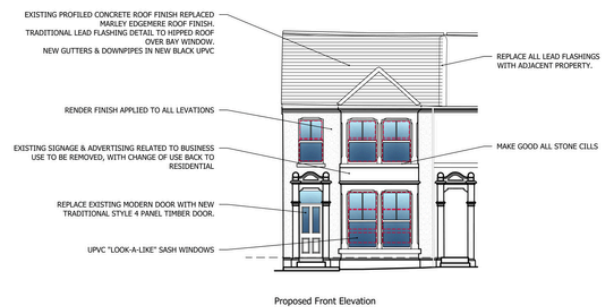 EXISTING PROFILED CONCRETE ROOF FINISH REPLACED
MARLEY EDGEMERE ROOF FINISH.
TRADITIONAL LEAD FLASHING DETAIL TO HIPPED ROOF
OVER BAY WINDOW.
NEW GUTTERS & DOWNPIPES IN NEW BLACK UPVC
REPLACE ALL LEAD FLASHINGS
WITH ADJACENT PROPERTY.
RENDER FINISH APPLIED TO ALL LEVATIONS
EXISTING SIGNAGE & ADVERTISING RELATED TO BUSINESS
USE TO BE REMOVED, WITH CHANGE OF USE BACK TO
RESIDENTIAL
MAKE GOOD ALL STONE CILLS
REPLACE EXISTING MODERN DOOR WITH NEW
TRADITIONAL STYLE 4 PANEL TIMBER DOOR.
UPVC "LOOK-A-LIKE" SASH WINDOWS
Proposed Front Elevation